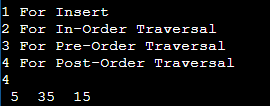 1 For Insert
2 For In-Order Traversal
3 For Pre-Order Traversal
4 For Post-Order Traversal
4
5 35 15